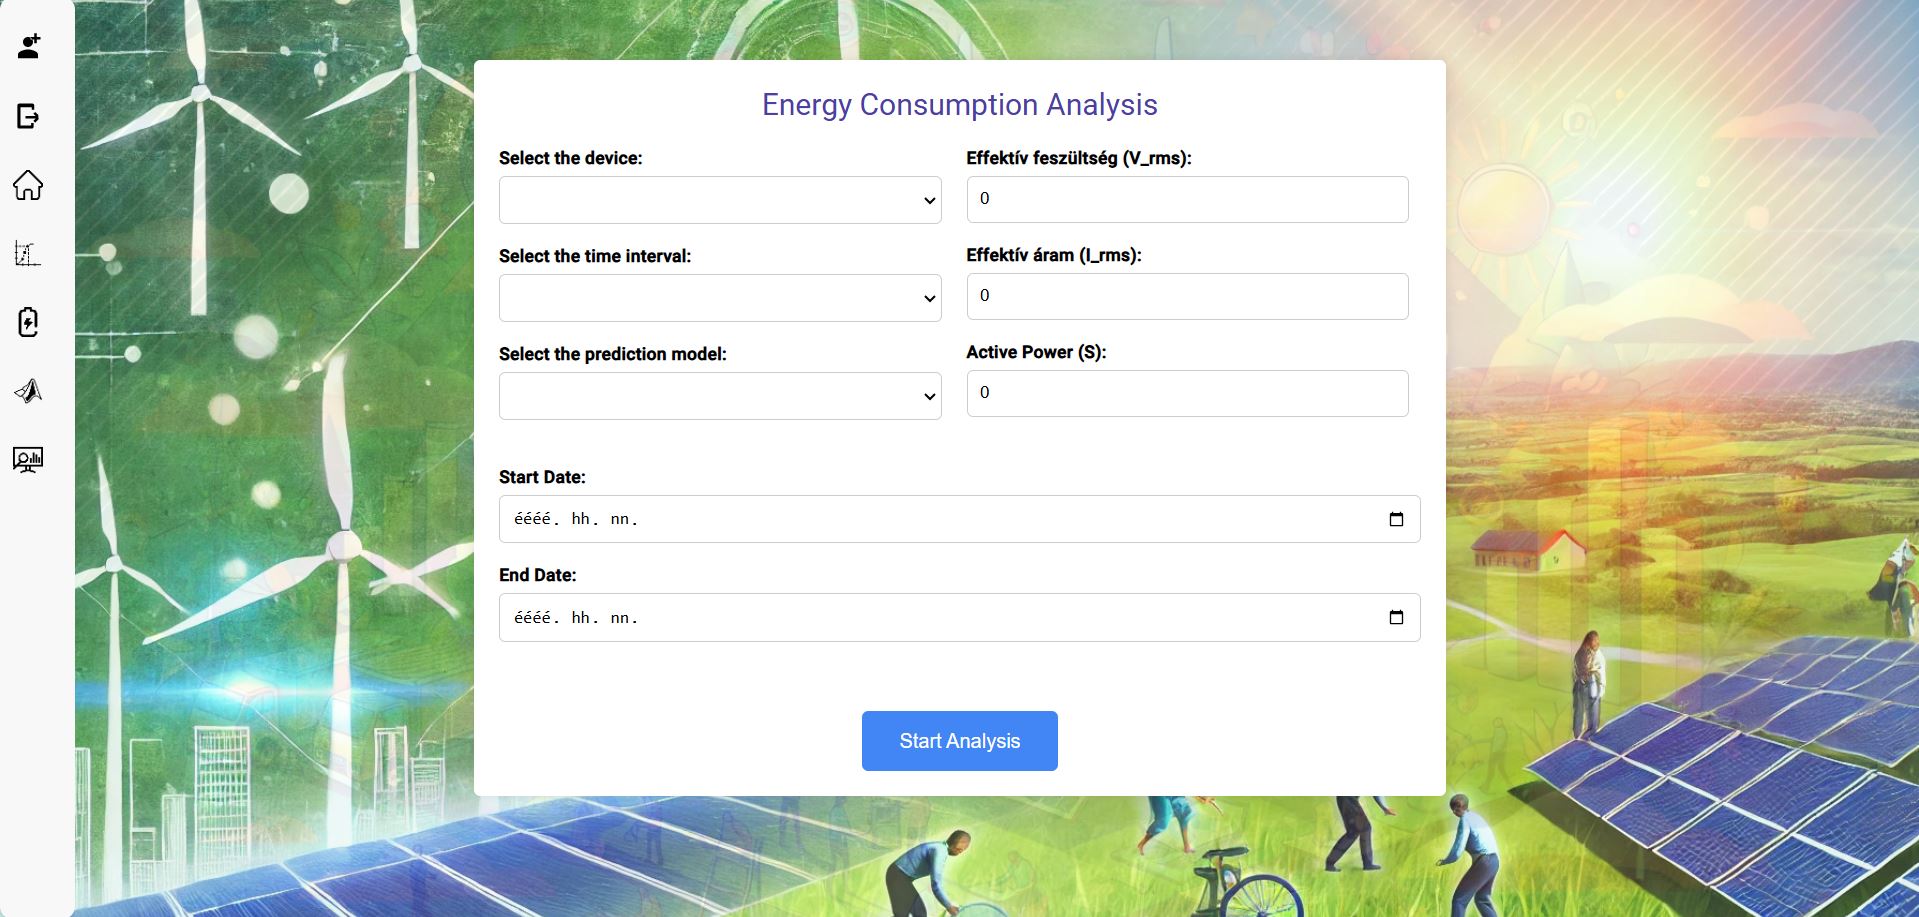 Energy Consumption Analysis
Select the device:
Effektív feszültség (V_rms):
0
Select the time interval:
Effektív áram (I_rms):
0
Select the prediction model:
Active Power (S):
0
Start Date:
éééé. hh. nn.
End Date:
éééé. hh. nn.
Start Analysis